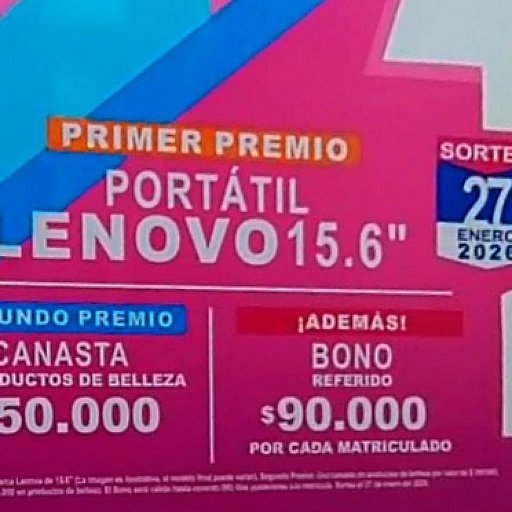 PRIMER PREMIO
PORTÁTIL
LENOVO 15.6"
SORTE
27
ENERO
2026
UNDO PREMIO
CANASTA
DUCTOS DE BELLEZA
50.000
¡ADEMÁS!
BONO
REFERIDO
$90.000
POR CADA MATRICULADO